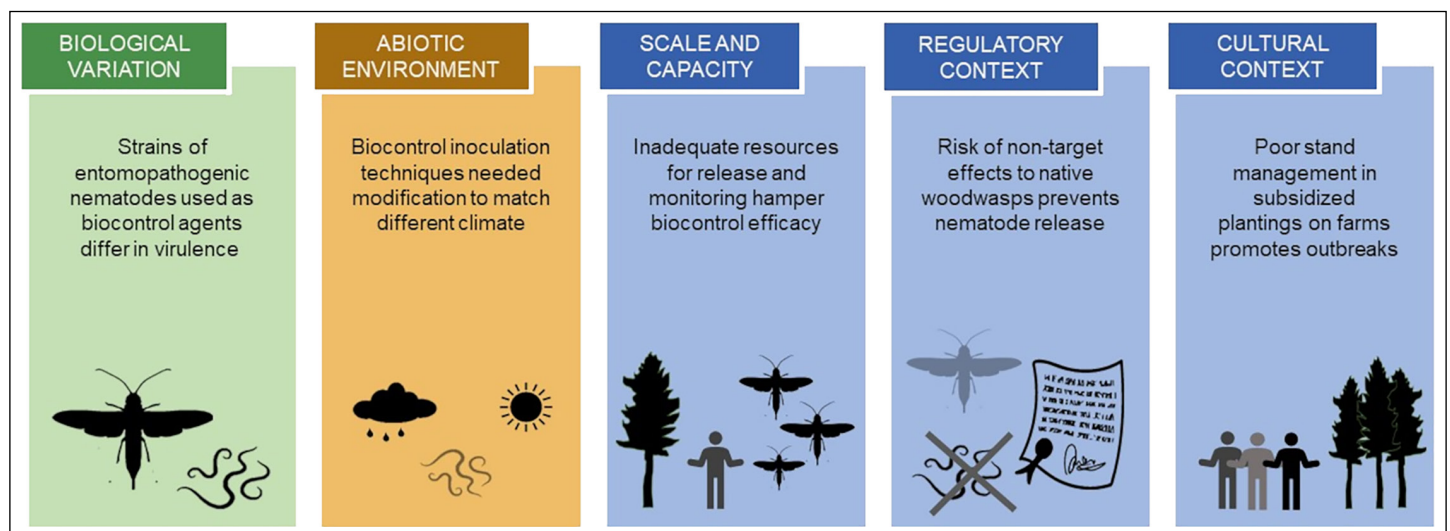 BIOLOGICAL
VARIATION
Strains of
entomopathogenic
nematodes used as
biocontrol agents
differ in virulence
ABIOTIC
ENVIRONMENT
Biocontrol inoculation
techniques needed
modification to match
different climate
SCALE AND
CAPACITY
Inadequate resources
for release and
monitoring hamper
biocontrol efficacy
REGULATORY
CONTEXT
Risk of non-target
effects to native
woodwasps prevents
nematode release
CULTURAL
CONTEXT
Poor stand
management in
subsidized
plantings on farms
promotes outbreaks